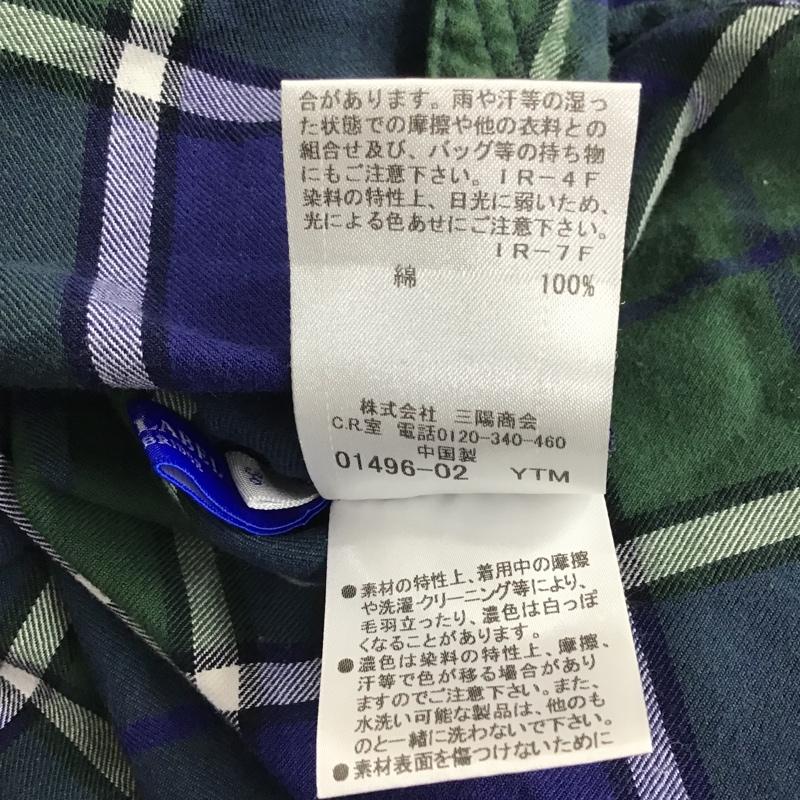 合があります。雨や汗等の湿っ
た状態での摩擦や他の衣料との
組合せ及び、バッグ等の持ち物
にもご注意下さい。IR-4F
染料の特性上、日光に弱いため、
光による色あせにご注意下さい。
IR-7F
綿 100%
株式会社 三陽商会
C.R.室 電話0120-340-460
中国製
01496-02 YTM
LABEL
●素材の特性上、着用中の摩擦
や洗濯・クリーニング等により、
毛羽立ったり、濃色は白っぽ
くなることがあります。
●濃色は染料の特性上、摩擦、
汗等で色が移る場合があり
ますのでご注意下さい。また、
水洗い可能な製品は、他のも
のと一緒に洗わないで下さい。
●素材表面を傷つけないために